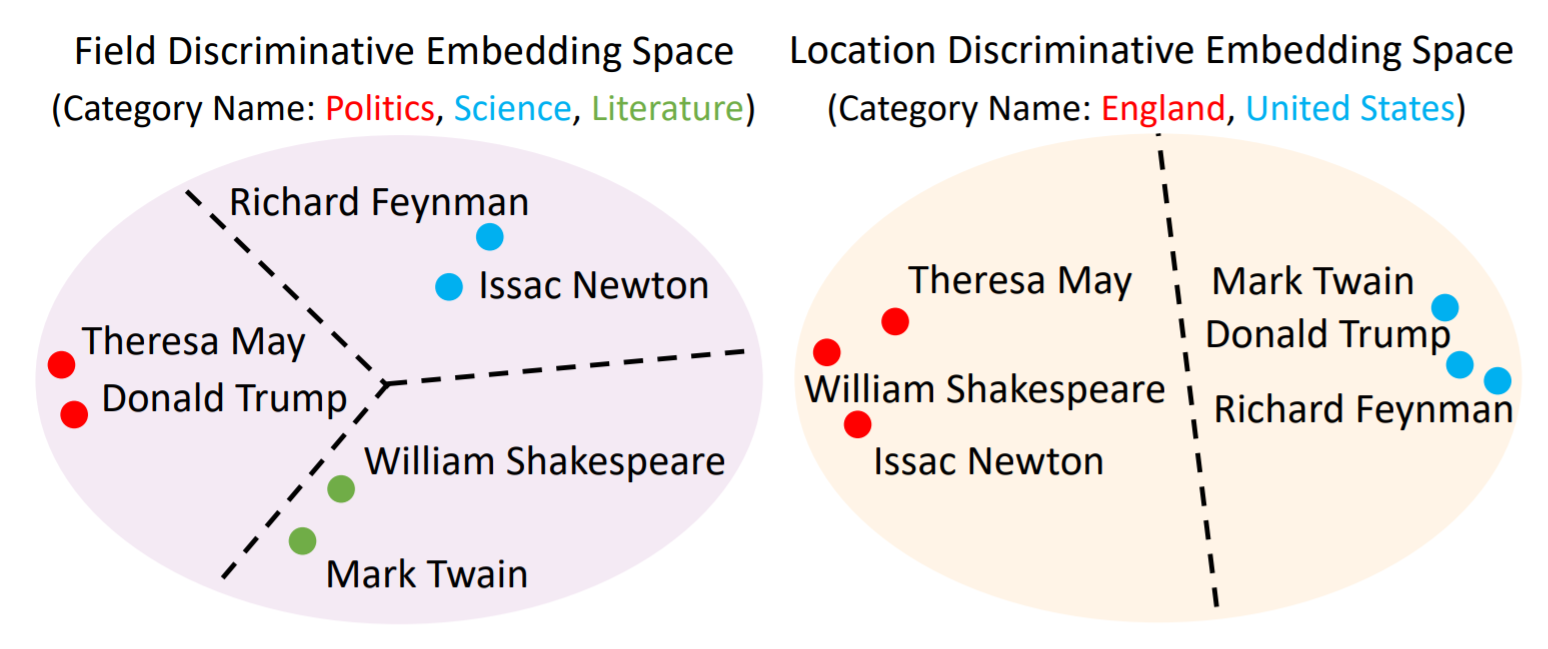 Field Discriminative Embedding Space
(Category Name: Politics, Science, Literature)
Richard Feynman
Issac Newton
Theresa May
Donald Trump
William Shakespeare
Mark Twain
Location Discriminative Embedding Space
(Category Name: England, United States)
Theresa May
William Shakespeare
Issac Newton
Mark Twain
Donald Trump
Richard Feynman